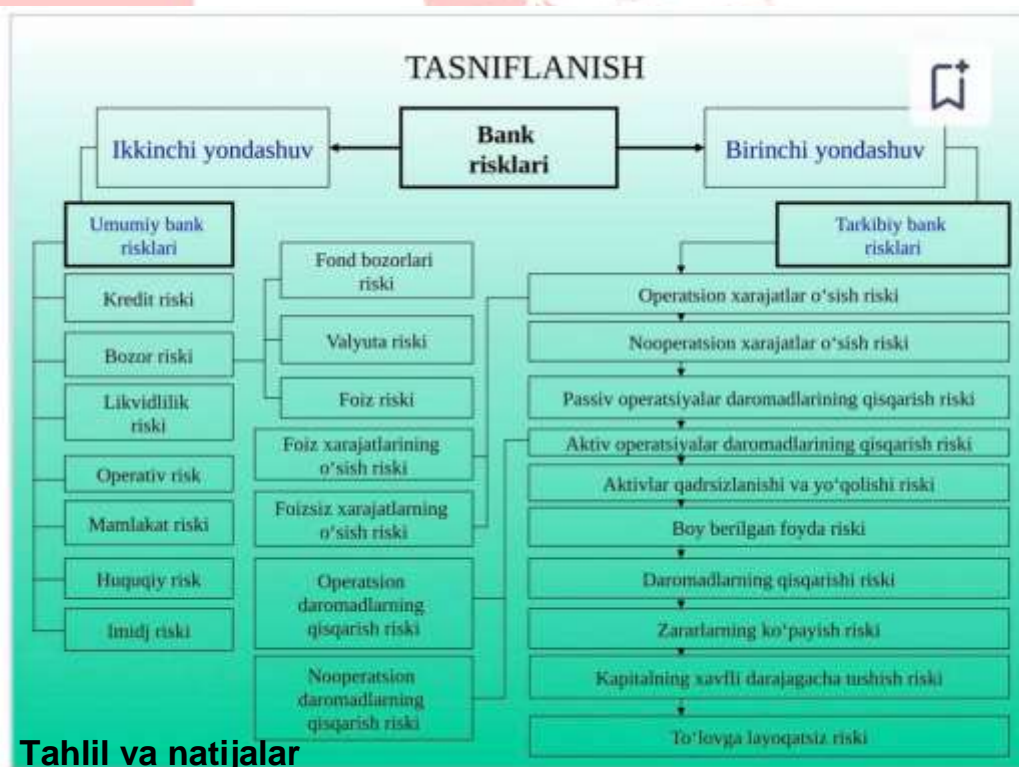 TASNIFLANISH
Ikkinchi yondashuv
Bank
risklari
Birinchi yondashuv
Umumiy bank
risklari
Kredit riski
Bozor riski
Likvidlilik
riski
Operativ risk
Mamlakat riski
Huquqiy risk
Imidj riski
Fond bozorlari
riski
Valyuta riski
Foiz riski
Foiz xarajatlarining
o‘sish riski
Foizsiz xarajatlarning
o‘sish riski
Operatsion
daromadlarning
qisqarish riski
Nooperatsion
daromadlarning
qisqarish riski
Tarkibiy bank
risklari
Operatsion xarajatlar o‘sish riski
Nooperatsion xarajatlar o‘sish riski
Passiv operatsiyalar daromadlarining qisqarish riski
Aktiv operatsiyalar daromadlarining qisqarish riski
Aktivlar qadrsizlanishi va yo‘qolishi riski
Boy berilgan foyda riski
Daromadlarning qisqarishi riski
Zararlarning ko‘payish riski
Kapitalning xavfli darajagacha tushish riski
To‘lovga layoqatsiz riski
Tahlil va natijalar